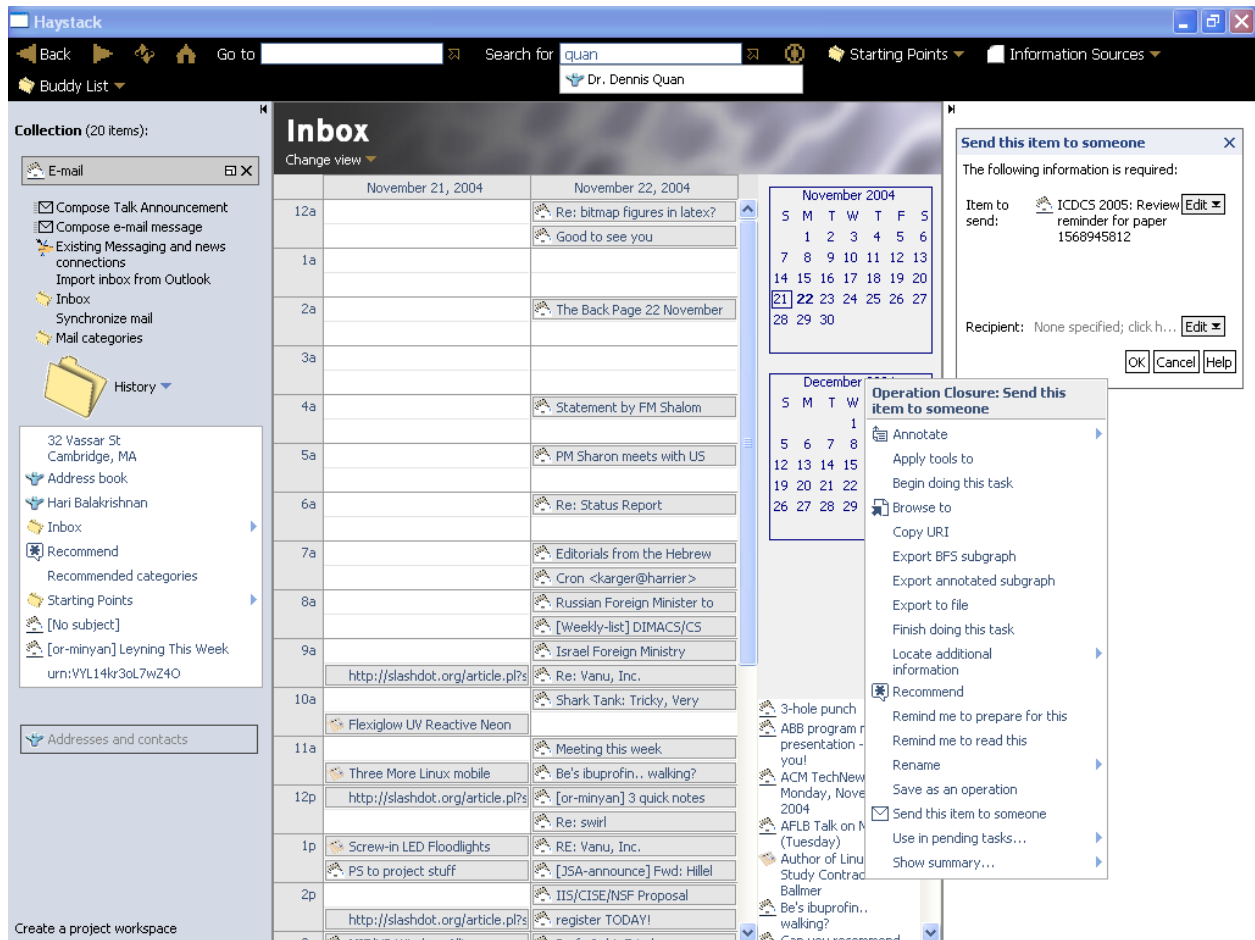 Haystack
Back
Go to
Search for quan
Starting Points
Information Sources
Buddy List
Dr. Dennis Quan
Collection (20 items):
E-mail
Compose Talk Announcement
Compose e-mail message
Existing Messaging and news
connections
Import inbox from Outlook
Inbox
Synchronize mail
Mail categories
History
32 Vassar St
Cambridge, MA
Address book
Hari Balakrishnan
Inbox
Recommend
Recommended categories
Starting Points
[No subject]
[or-minyan] Leyning This Week
urn:VYL14kr3oL7wZ4O
Addresses and contacts
Create a project workspace
Inbox
Change view
November 21, 2004 November 22, 2004
12a Re: bitmap figures in latex?
Good to see you
1a
2a The Back Page 22 November
3a
4a Statement by FM Shalom
5a PM Sharon meets with US
6a Re: Status Report
7a Editorials from the Hebrew
Cron <karger@harrier>
8a Russian Foreign Minister to
[Weekly-list] DIMACS/CS
9a Israel Foreign Ministry
http://slashdot.org/article.pl?s Re: Vanu, Inc.
10a Shark Tank: Tricky, Very
Flexiglow UV Reactive Neon
11a Meeting this week
Three More Linux mobile Be's ibuprofin.. walking?
12p http://slashdot.org/article.pl?s [or-minyan] 3 quick notes
Re: swirl
1p Screw-in LED Floodlights RE: Vanu, Inc.
PS to project stuff [JSA-announce] Fwd: Hillel
2p IIS/CISE/NSF Proposal
http://slashdot.org/article.pl?s register TODAY!
November 2004
S M T W T F S
1 2 3 4 5 6
7 8 9 10 11 12 13
14 15 16 17 18 19 20
21 22 23 24 25 26 27
28 29 30
December
S M T W
1
5 6 7 8
12 13 14 15
19 20 21 22
26 27 28 29
3-hole punch
ABB program
presentation -
you!
ACM TechNew
Monday, Nove
2004
AFLB Talk on
(Tuesday)
Author of Linu
Study Contrac
Ballmer
Be's ibuprofin..
walking?
Can you recommend
Send this item to someone
The following information is required:
Item to
send:
ICDCS 2005: Review
reminder for paper
1568945812
Edit
Recipient: None specified; click h... Edit
OK Cancel Help
Operation Closure: Send this
item to someone
Annotate
Apply tools to
Begin doing this task
Browse to
Copy URI
Export BFS subgraph
Export annotated subgraph
Export to file
Finish doing this task
Locate additional
information
Recommend
Remind me to prepare for this
Remind me to read this
Rename
Save as an operation
Send this item to someone
Use in pending tasks...
Show summary...